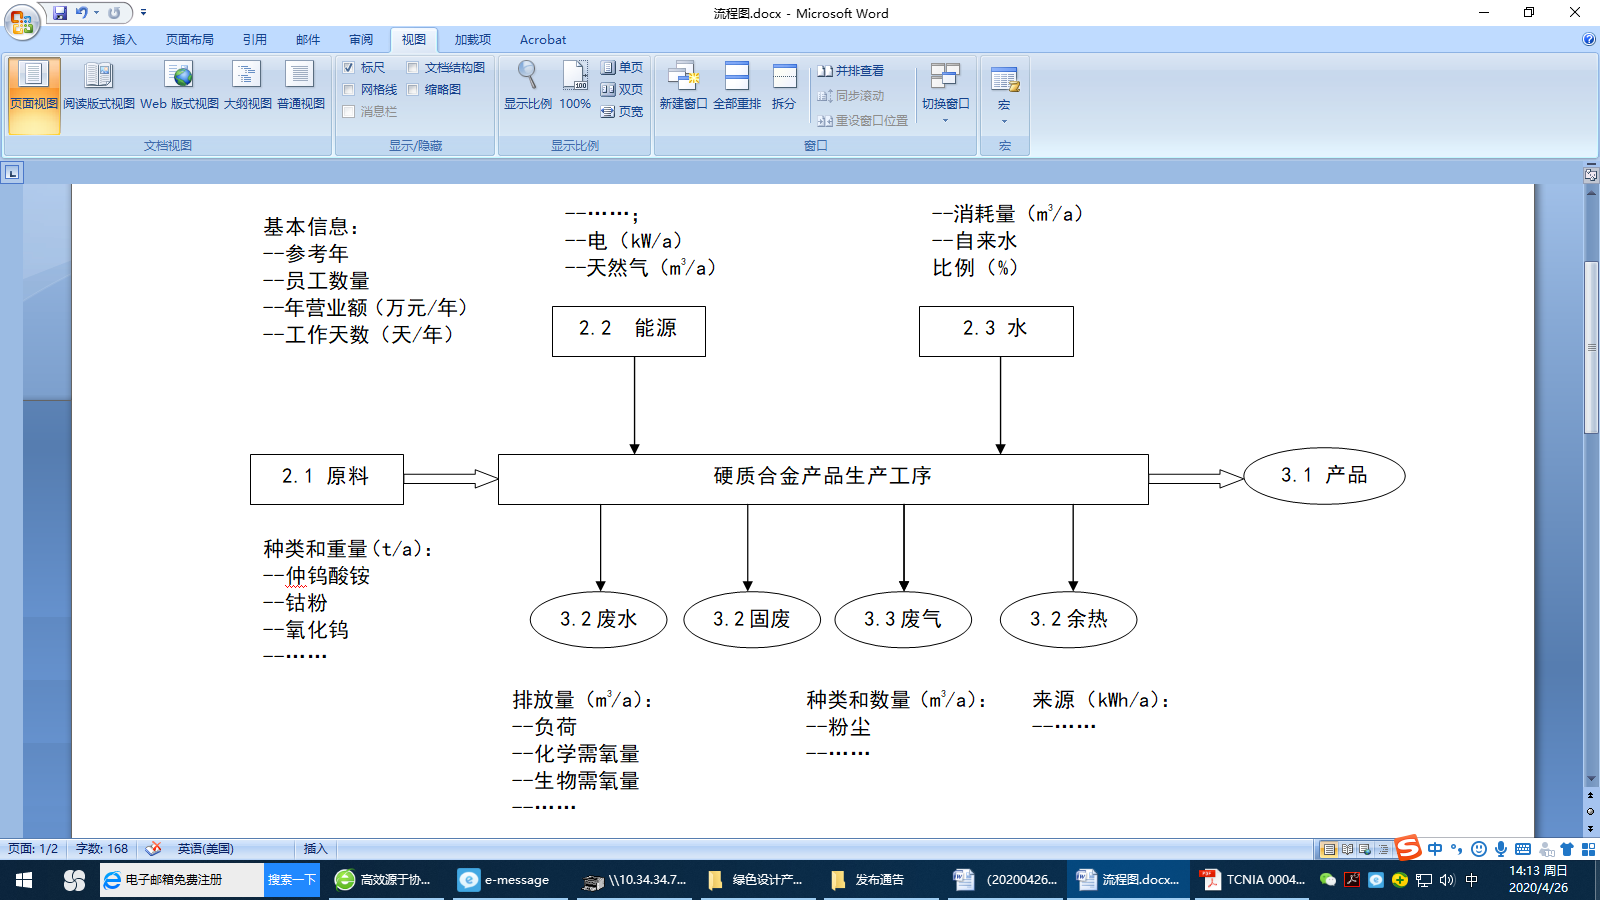 流程图.docx - Microsoft Word
开始 插入 页面布局 引用 邮件 审阅 视图 加载项 Acrobat
页面视图 阅读版式视图 Web 版式视图 大纲视图 普通视图
文档视图
标尺 文档结构图
网格线 缩略图
消息栏
显示/隐藏
显示比例 100%
单页
双页
页宽
显示比例
新建窗口 全部重排 拆分
并排查看
同步滚动
重设窗口位置
切换窗口
窗口
宏
宏
基本信息：
--参考年
--员工数量
--年营业额（万元/年）
--工作天数（天/年）
--……；
--电（kW/a）
--天然气（m³/a）
--消耗量（m³/a）
--自来水
比例（%）
2.2 能源
2.3 水
2.1 原料
硬质合金产品生产工序
3.1 产品
种类和重量(t/a)：
--仲钨酸铵
--钴粉
--氧化钨
--……
3.2废水
3.2固废
3.3废气
3.2余热
排放量（m³/a）：
--负荷
--化学需氧量
--生物需氧量
--……
种类和数量（m³/a）：
--粉尘
--……
来源（kWh/a）：
--……
页面: 1/2 字数: 168 英语(美国) 插入
中
电子邮箱免费注册 搜索一下
高效源于协...
e-message
\\10.34.34.7...
绿色设计产...
发布通告
(20200426...
流程图.docx...
TCNIA 0004...
中
14:13 周日
2020/4/26